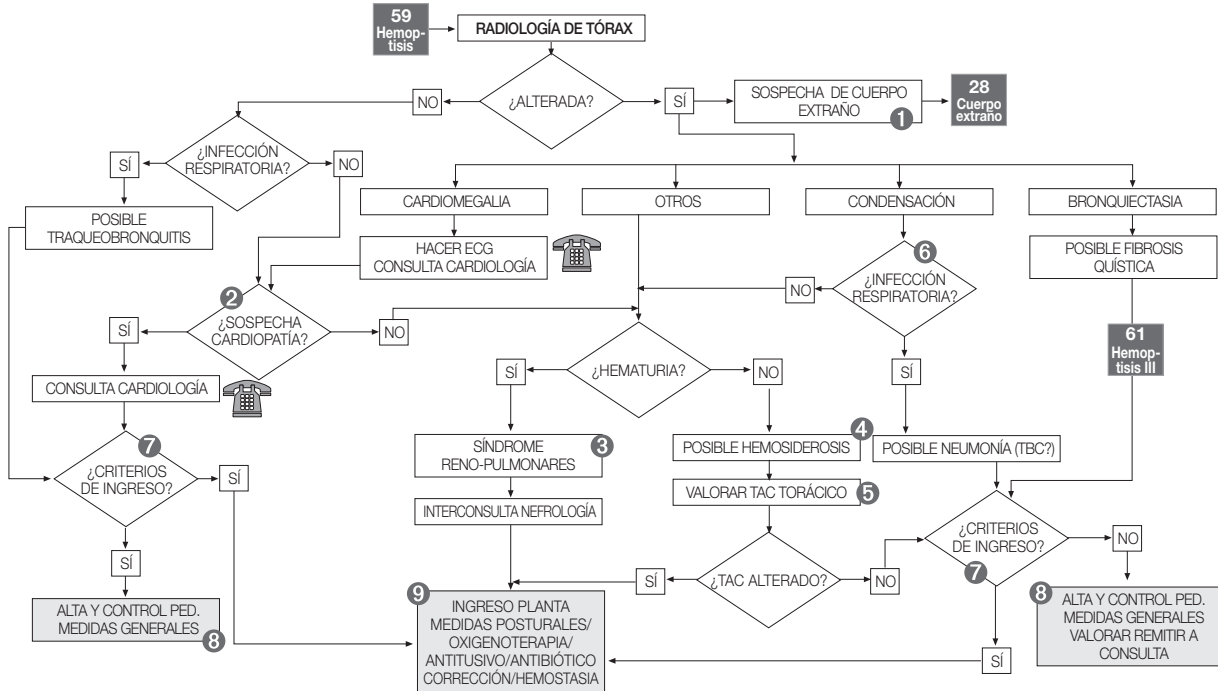 59
Hemop-
tisis
RADIOLOGÍA DE TÓRAX
¿ALTERADA?
NO
SÍ
SOSPECHA DE CUERPO
EXTRAÑO
1
28
Cuerpo
extraño
¿INFECCIÓN
RESPIRATORIA?
SÍ
NO
POSIBLE
TRAQUEOBRONQUITIS
CARDIOMEGALIA
OTROS
CONDENSACIÓN
BRONQUIECTASIA
HACER ECG
CONSULTA CARDIOLOGÍA
6
¿INFECCIÓN
RESPIRATORIA?
NO
SÍ
POSIBLE FIBROSIS
QUÍSTICA
61
Hemop-
tisis III
2
¿SOSPECHA
CARDIOPATÍA?
SÍ
NO
CONSULTA CARDIOLOGÍA
¿HEMATURIA?
SÍ
NO
SÍNDROME
RENO-PULMONARES
3
INTERCONSULTA NEFROLOGÍA
POSIBLE HEMOSIDEROSIS
4
VALORAR TAC TORÁCICO
5
POSIBLE NEUMONÍA (TBC?)
7
¿CRITERIOS
DE INGRESO?
SÍ
SÍ
ALTA Y CONTROL PED.
MEDIDAS GENERALES
8
¿TAC ALTERADO?
SÍ
NO
¿CRITERIOS
DE INGRESO?
7
NO
SÍ
9
INGRESO PLANTA
MEDIDAS POSTURALES/
OXIGENOTERAPIA/
ANTITUSIVO/ANTIBIÓTICO
CORRECCIÓN/HEMOSTASIA
8
ALTA Y CONTROL PED.
MEDIDAS GENERALES
VALORAR REMITIR A
CONSULTA